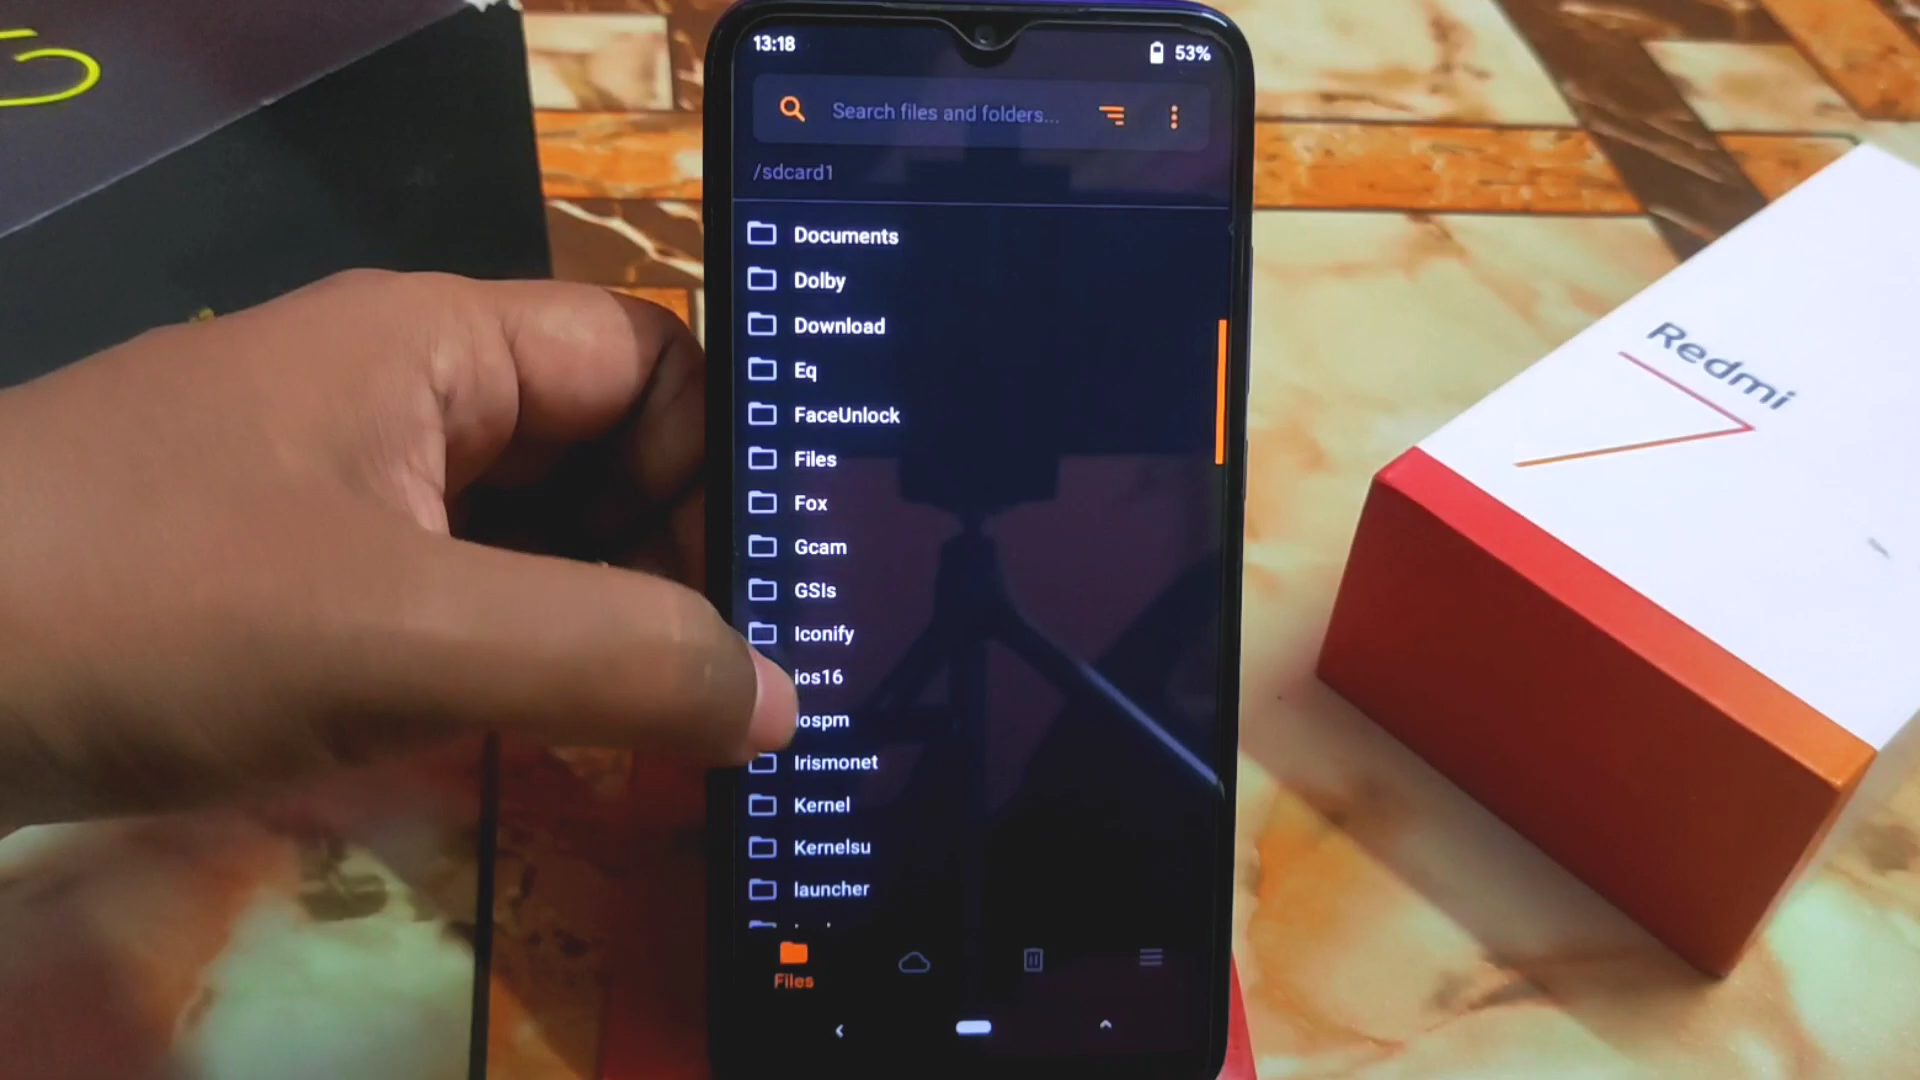 13:18
53%
Search files and folders...
/sdcard1
Documents
Dolby
Download
Eq
FaceUnlock
Files
Fox
Gcam
GSIs
Iconify
ios16
iospm
Irismonet
Kernel
Kernelsu
launcher
Files
Redmi
7